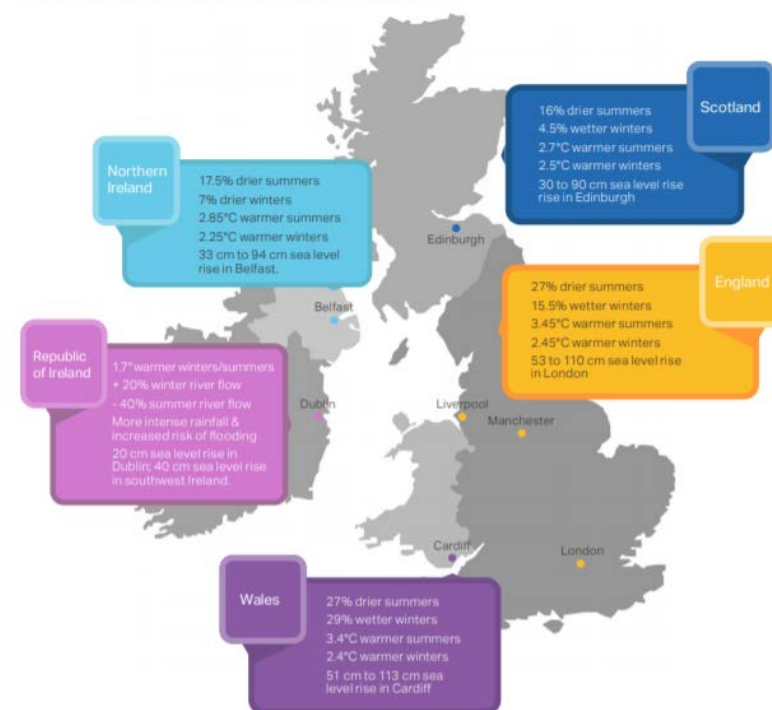 Scotland
16% drier summers
4.5% wetter winters
2.7°C warmer summers
2.5°C warmer winters
30 to 90 cm sea level rise
rise in Edinburgh
Northern
Ireland
17.5% drier summers
7% drier winters
2.85°C warmer summers
2.25°C warmer winters
33 cm to 94 cm sea level
rise in Belfast.
Edinburgh
England
27% drier summers
15.5% wetter winters
3.45°C warmer summers
2.45°C warmer winters
53 to 110 cm sea level rise
in London
Belfast
Republic
of Ireland
1.7° warmer winters/summers
+ 20% winter river flow
- 40% summer river flow
More intense rainfall &
increased risk of flooding
20 cm sea level rise in
Dublin; 40 cm sea level rise
in southwest Ireland.
Dublin
Liverpool
Manchester
Cardiff
London
Wales
27% drier summers
29% wetter winters
3.4°C warmer summers
2.4°C warmer winters
51 cm to 113 cm sea
level rise in Cardiff